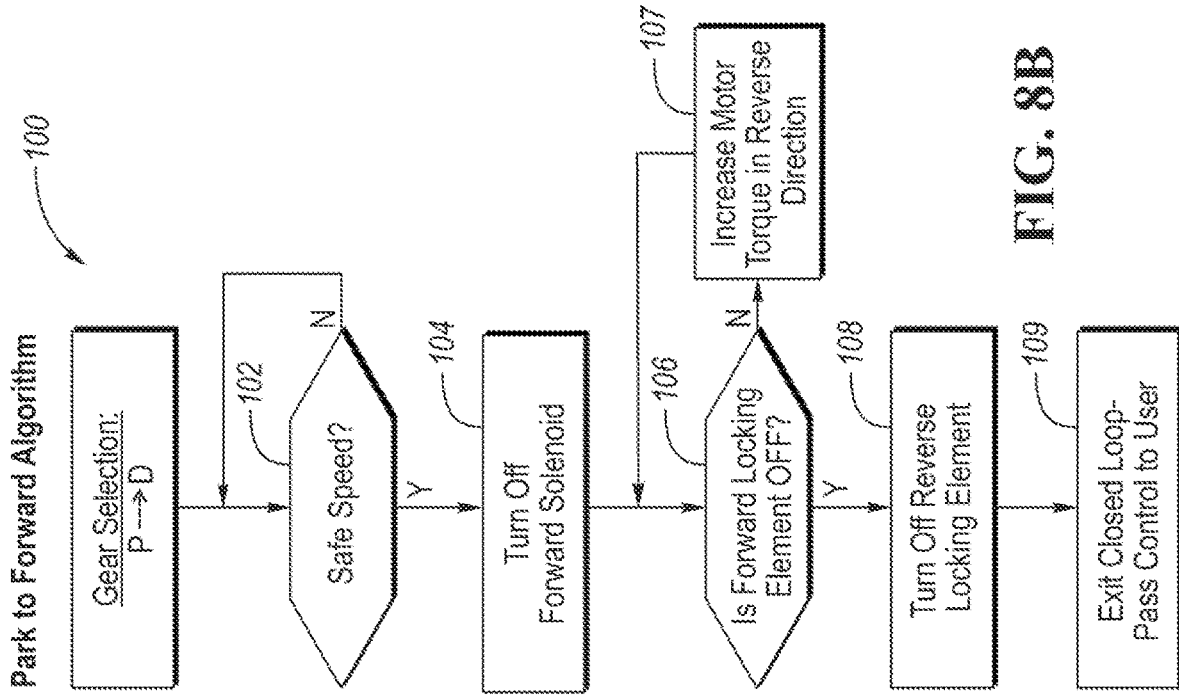 Park to Forward Algorithm
100
Gear Selection:
P→D
102
Safe Speed?
N
Y
104
Turn Off
Forward Solenoid
106
Is Forward Locking
Element OFF?
N
107
Increase Motor
Torque in Reverse
Direction
Y
108
Turn Off Reverse
Locking Element
109
Exit Closed Loop-
Pass Control to User
FIG. 8B